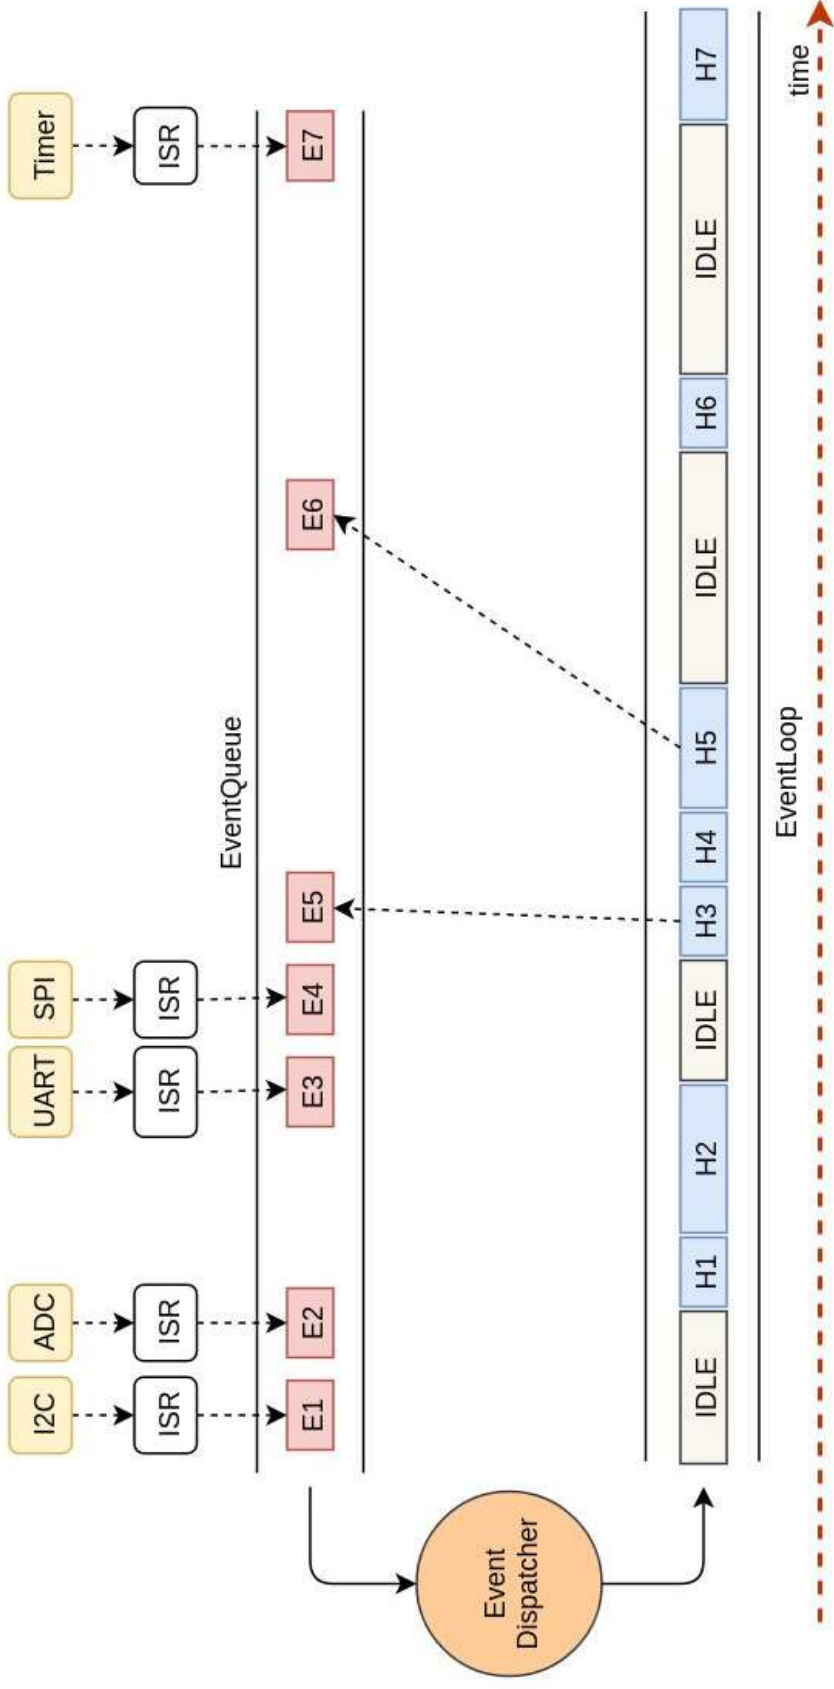 I2C
ADC
UART
SPI
Timer
ISR
ISR
ISR
ISR
ISR
EventQueue
E1
E2
E3
E4
E5
E6
E7
Event
Dispatcher
IDLE
H1
H2
IDLE
H3
H4
H5
IDLE
H6
IDLE
H7
EventLoop
time